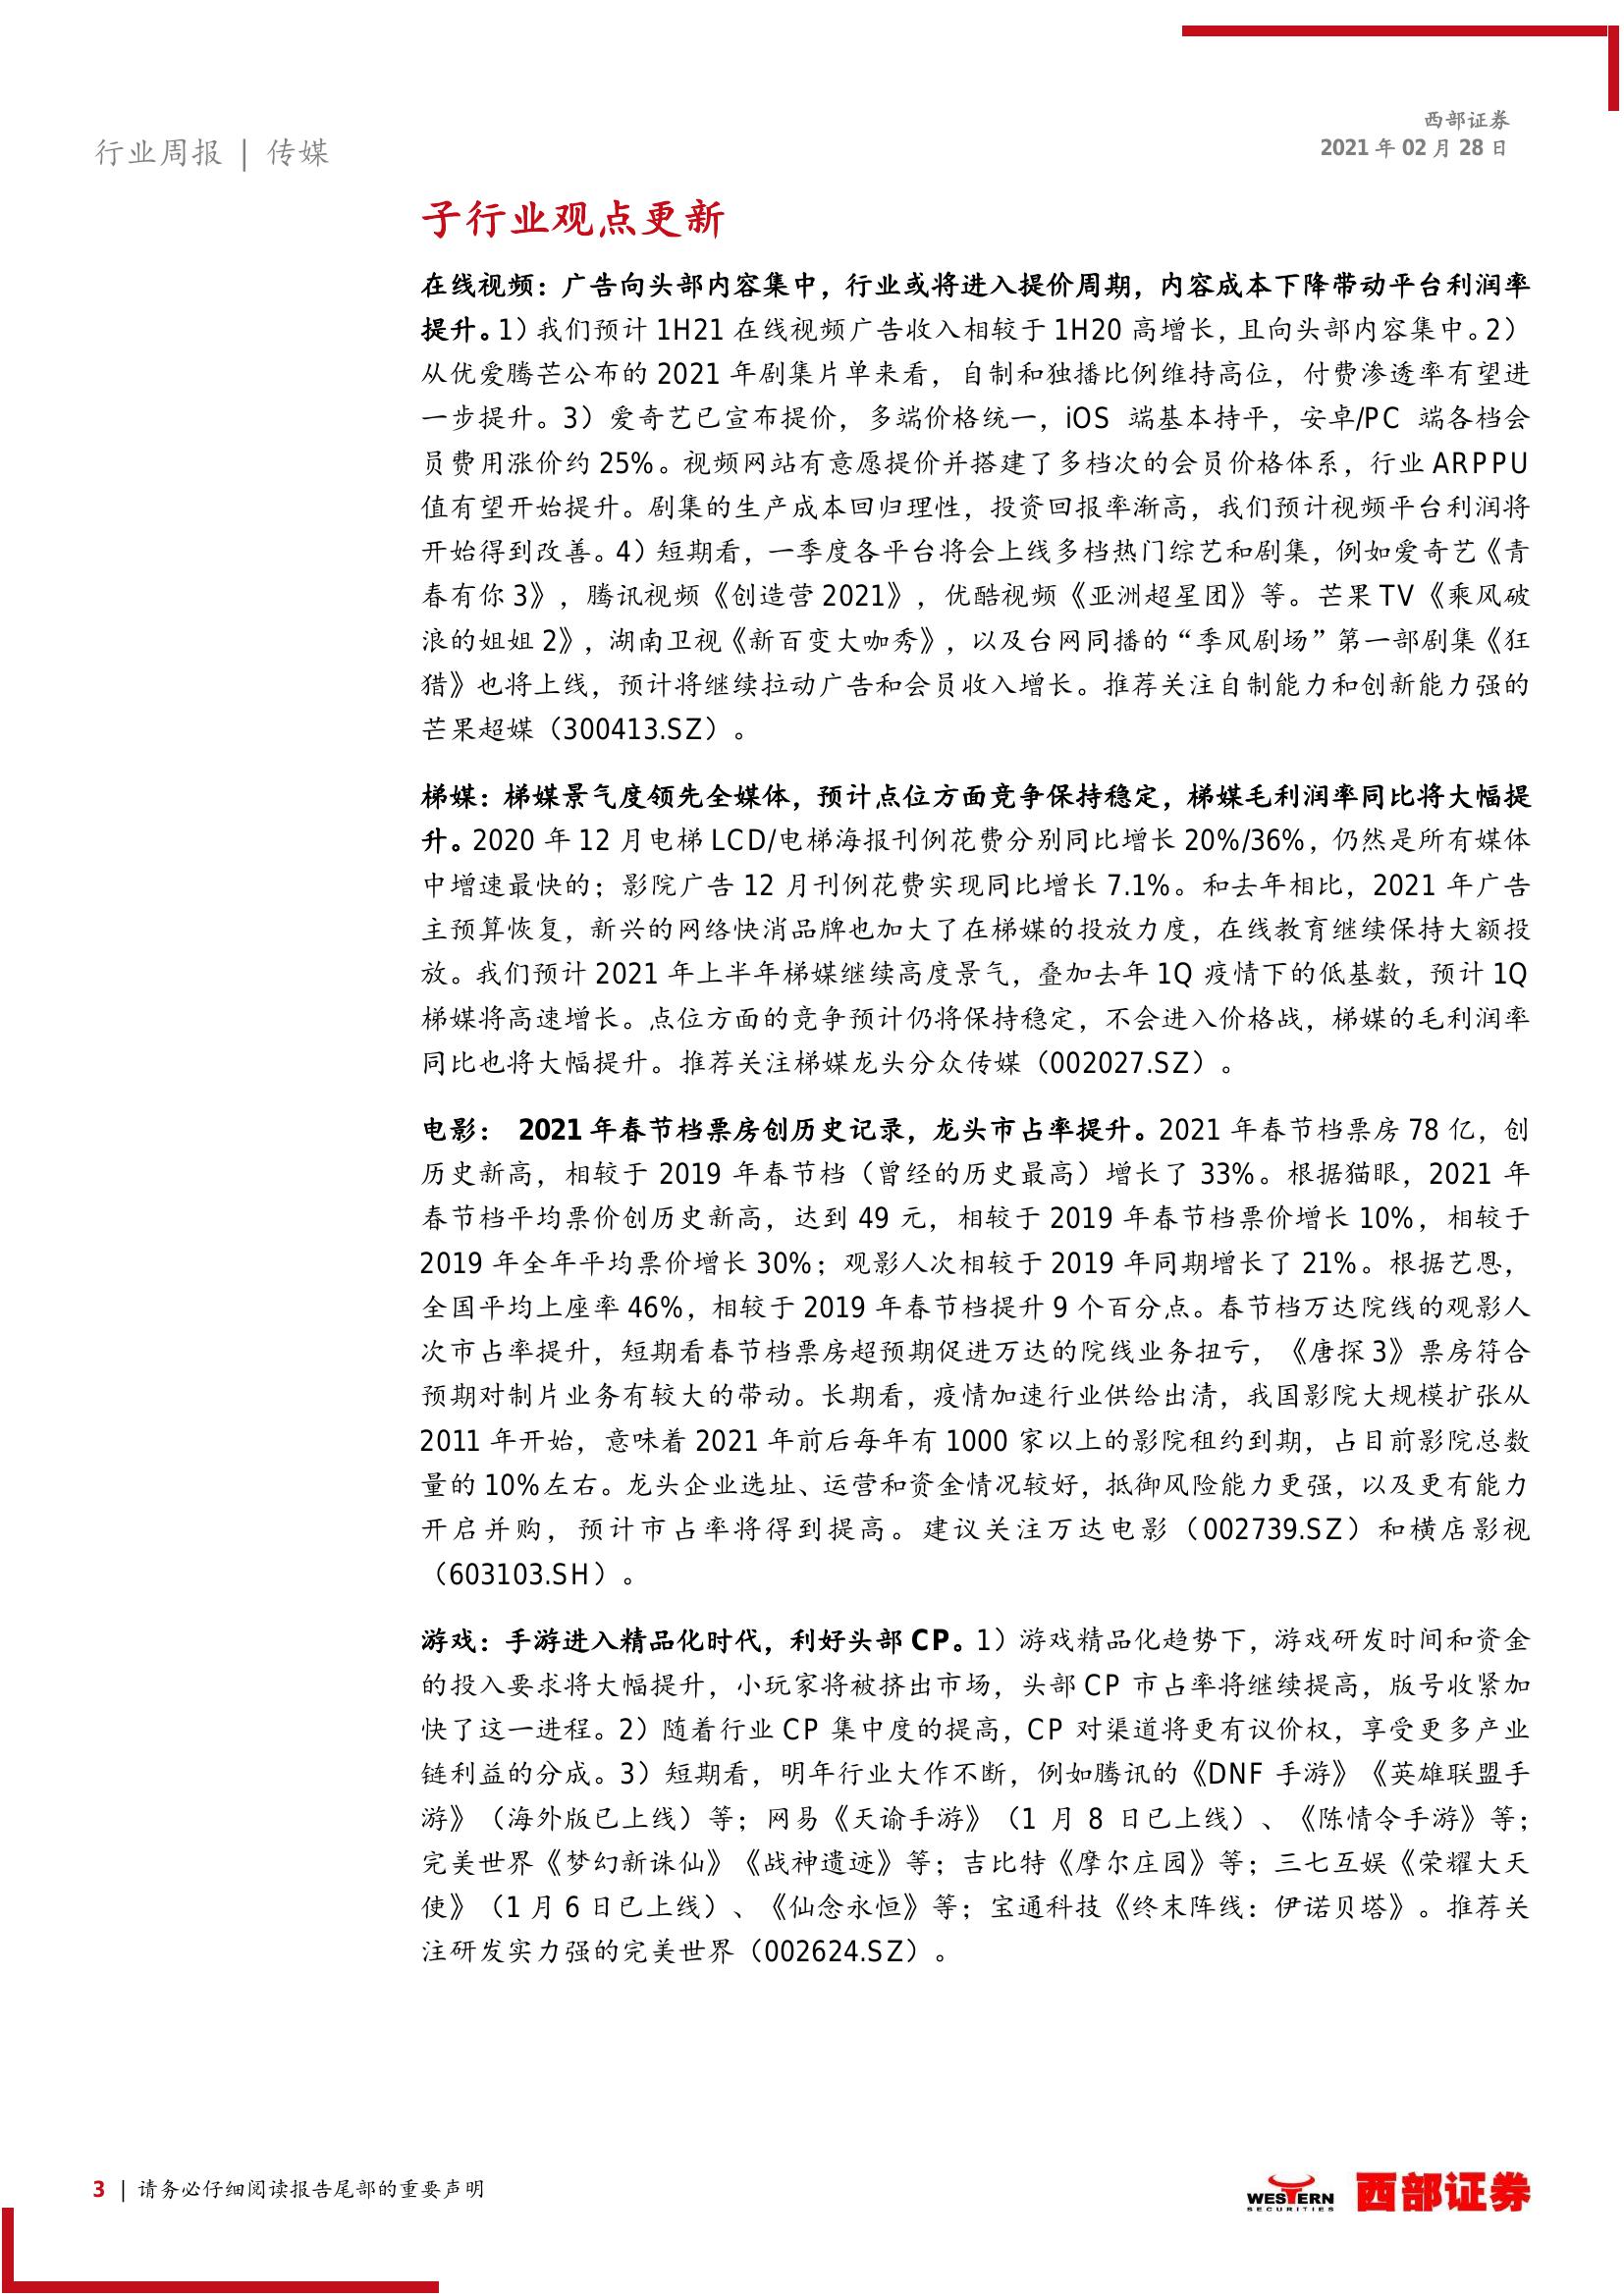 行业周报 | 传媒
西部证券
2021 年 02 月 28 日
子行业观点更新
在线视频：广告向头部内容集中，行业或将进入提价周期，内容成本下降带动平台利润率
提升。1）我们预计 1H21 在线视频广告收入相较于 1H20 高增长，且向头部内容集中。2）
从优爱腾芒公布的 2021 年剧集片单来看，自制和独播比例维持高位，付费渗透率有望进
一步提升。3）爱奇艺已宣布提价，多端价格统一，iOS 端基本持平，安卓/PC 端各档会
员费用涨价约 25%。视频网站有意愿提价并搭建了多档次的会员价格体系，行业 ARPPU
值有望开始提升。剧集的生产成本回归理性，投资回报率渐高，我们预计视频平台利润将
开始得到改善。4）短期看，一季度各平台将会上线多档热门综艺和剧集，例如爱奇艺《青
春有你 3》，腾讯视频《创造营 2021》，优酷视频《亚洲超星团》等。芒果 TV《乘风破
浪的姐姐 2》，湖南卫视《新百变大咖秀》，以及台网同播的“季风剧场”第一部剧集《狂
猎》也将上线，预计将继续拉动广告和会员收入增长。推荐关注自制能力和创新能力强的
芒果超媒（300413.SZ）。
梯媒：梯媒景气度领先全媒体，预计点位方面竞争保持稳定，梯媒毛利润率同比将大幅提
升。2020 年 12 月电梯 LCD/电梯海报刊例花费分别同比增长 20%/36%，仍然是所有媒体
中增速最快的；影院广告 12 月刊例花费实现同比增长 7.1%。和去年相比，2021 年广告
主预算恢复，新兴的网络快消品牌也加大了在梯媒的投放力度，在线教育继续保持大额投
放。我们预计 2021 年上半年梯媒继续高度景气，叠加去年 1Q 疫情下的低基数，预计 1Q
梯媒将高速增长。点位方面的竞争预计仍将保持稳定，不会进入价格战，梯媒的毛利润率
同比也将大幅提升。推荐关注梯媒龙头分众传媒（002027.SZ）。
电影： 2021 年春节档票房创历史记录，龙头市占率提升。2021 年春节档票房 78 亿，创
历史新高，相较于 2019 年春节档（曾经的历史最高）增长了 33%。根据猫眼，2021 年
春节档平均票价创历史新高，达到 49 元，相较于 2019 年春节档票价增长 10%，相较于
2019 年全年平均票价增长 30%；观影人次相较于 2019 年同期增长了 21%。根据艺恩，
全国平均上座率 46%，相较于 2019 年春节档提升 9 个百分点。春节档万达院线的观影人
次市占率提升，短期看春节档票房超预期促进万达的院线业务扭亏，《唐探 3》票房符合
预期对制片业务有较大的带动。长期看，疫情加速行业供给出清，我国影院大规模扩张从
2011 年开始，意味着 2021 年前后每年有 1000 家以上的影院租约到期，占目前影院总数
量的 10%左右。龙头企业选址、运营和资金情况较好，抵御风险能力更强，以及更有能力
开启并购，预计市占率将得到提高。建议关注万达电影（002739.SZ）和横店影视
（603103.SH）。
游戏：手游进入精品化时代，利好头部 CP。1）游戏精品化趋势下，游戏研发时间和资金
的投入要求将大幅提升，小玩家将被挤出市场，头部 CP 市占率将继续提高，版号收紧加
快了这一进程。2）随着行业 CP 集中度的提高，CP 对渠道将更有议价权，享受更多产业
链利益的分成。3）短期看，明年行业大作不断，例如腾讯的《DNF 手游》《英雄联盟手
游》（海外版已上线）等；网易《天谕手游》（1 月 8 日已上线）、《陈情令手游》等；
完美世界《梦幻新诛仙》《战神遗迹》等；吉比特《摩尔庄园》等；三七互娱《荣耀大天
使》（1 月 6 日已上线）、《仙念永恒》等；宝通科技《终末阵线：伊诺贝塔》。推荐关
注研发实力强的完美世界（002624.SZ）。
3 | 请务必仔细阅读报告尾部的重要声明
WESTERN
SECURITIES
西部证券